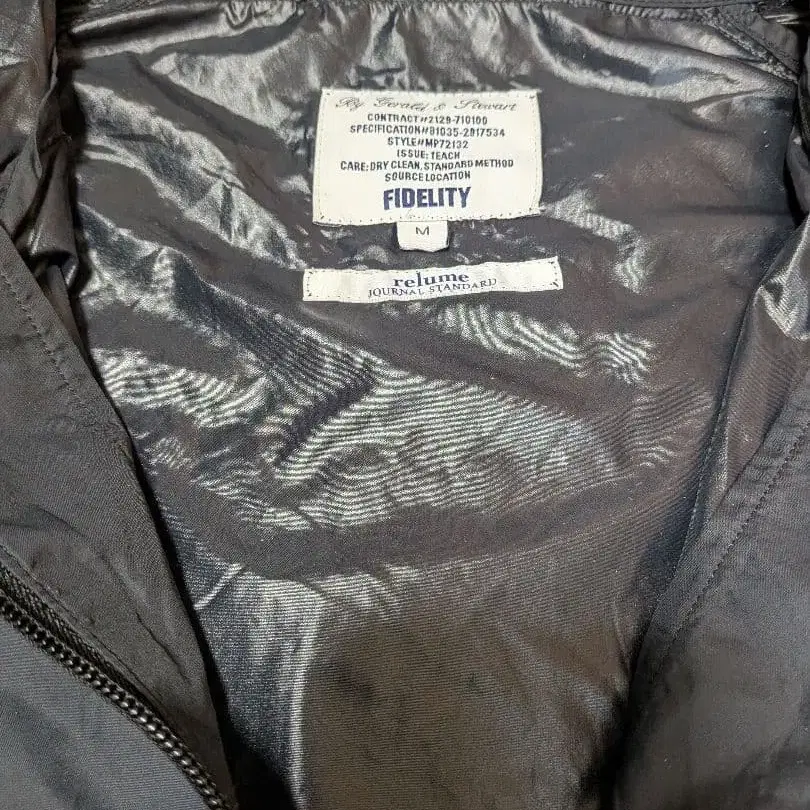 By Gerald & Stewart
CONTRACT#2129-710100
SPECIFICATION#81035-2917534
STYLE#MP72132
ISSUE: TEACH
CARE: DRY CLEAN, STANDARD METHOD
SOURCE LOCATION
FIDELITY
M
relume
JOURNAL STANDARD